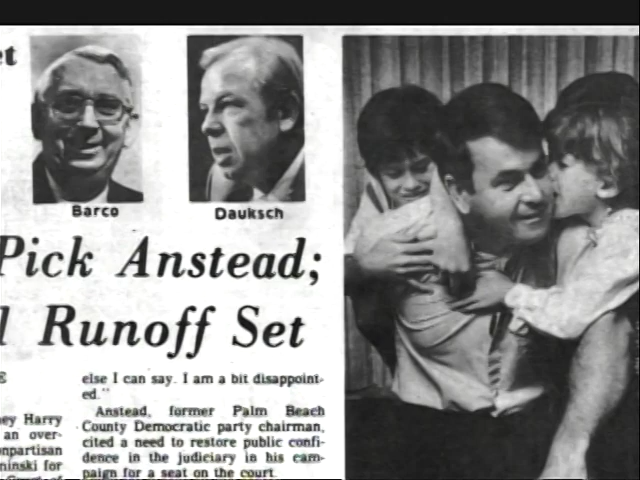 et
Barco
Dauksch
Pick Anstead;
l Runoff Set
E
ney Harry
an over-
onpartisan
ninski for
else I can say. I am a bit disappoint-
ed."
Anstead, former Palm Beach
County Democratic party chairman,
cited a need to restore public confi-
dence in the judiciary in his cam-
paign for a seat on the court.